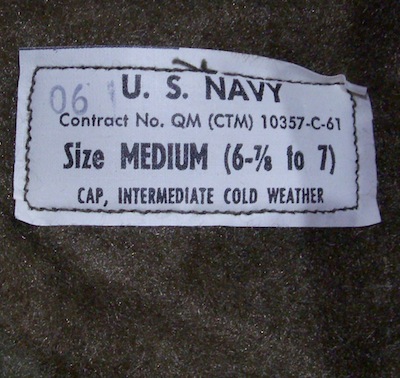 06 1
U. S. NAVY
Contract No. QM (CTM) 10357-C-61
Size MEDIUM (6-⅞ to 7)
CAP, INTERMEDIATE COLD WEATHER